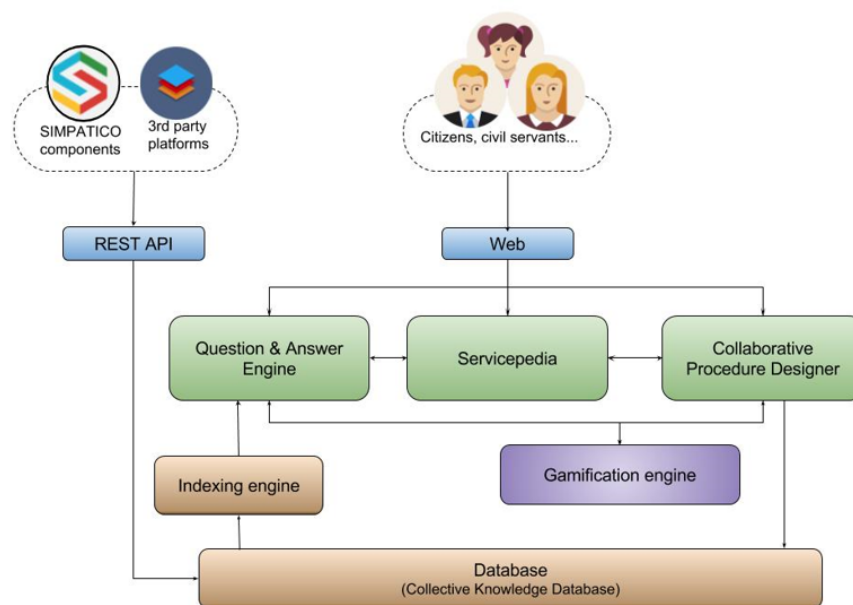 SIMPATICO
components
3rd party
platforms
Citizens, civil servants...
REST API
Web
Question & Answer
Engine
Servicepedia
Collaborative
Procedure Designer
Indexing engine
Gamification engine
Database
(Collective Knowledge Database)